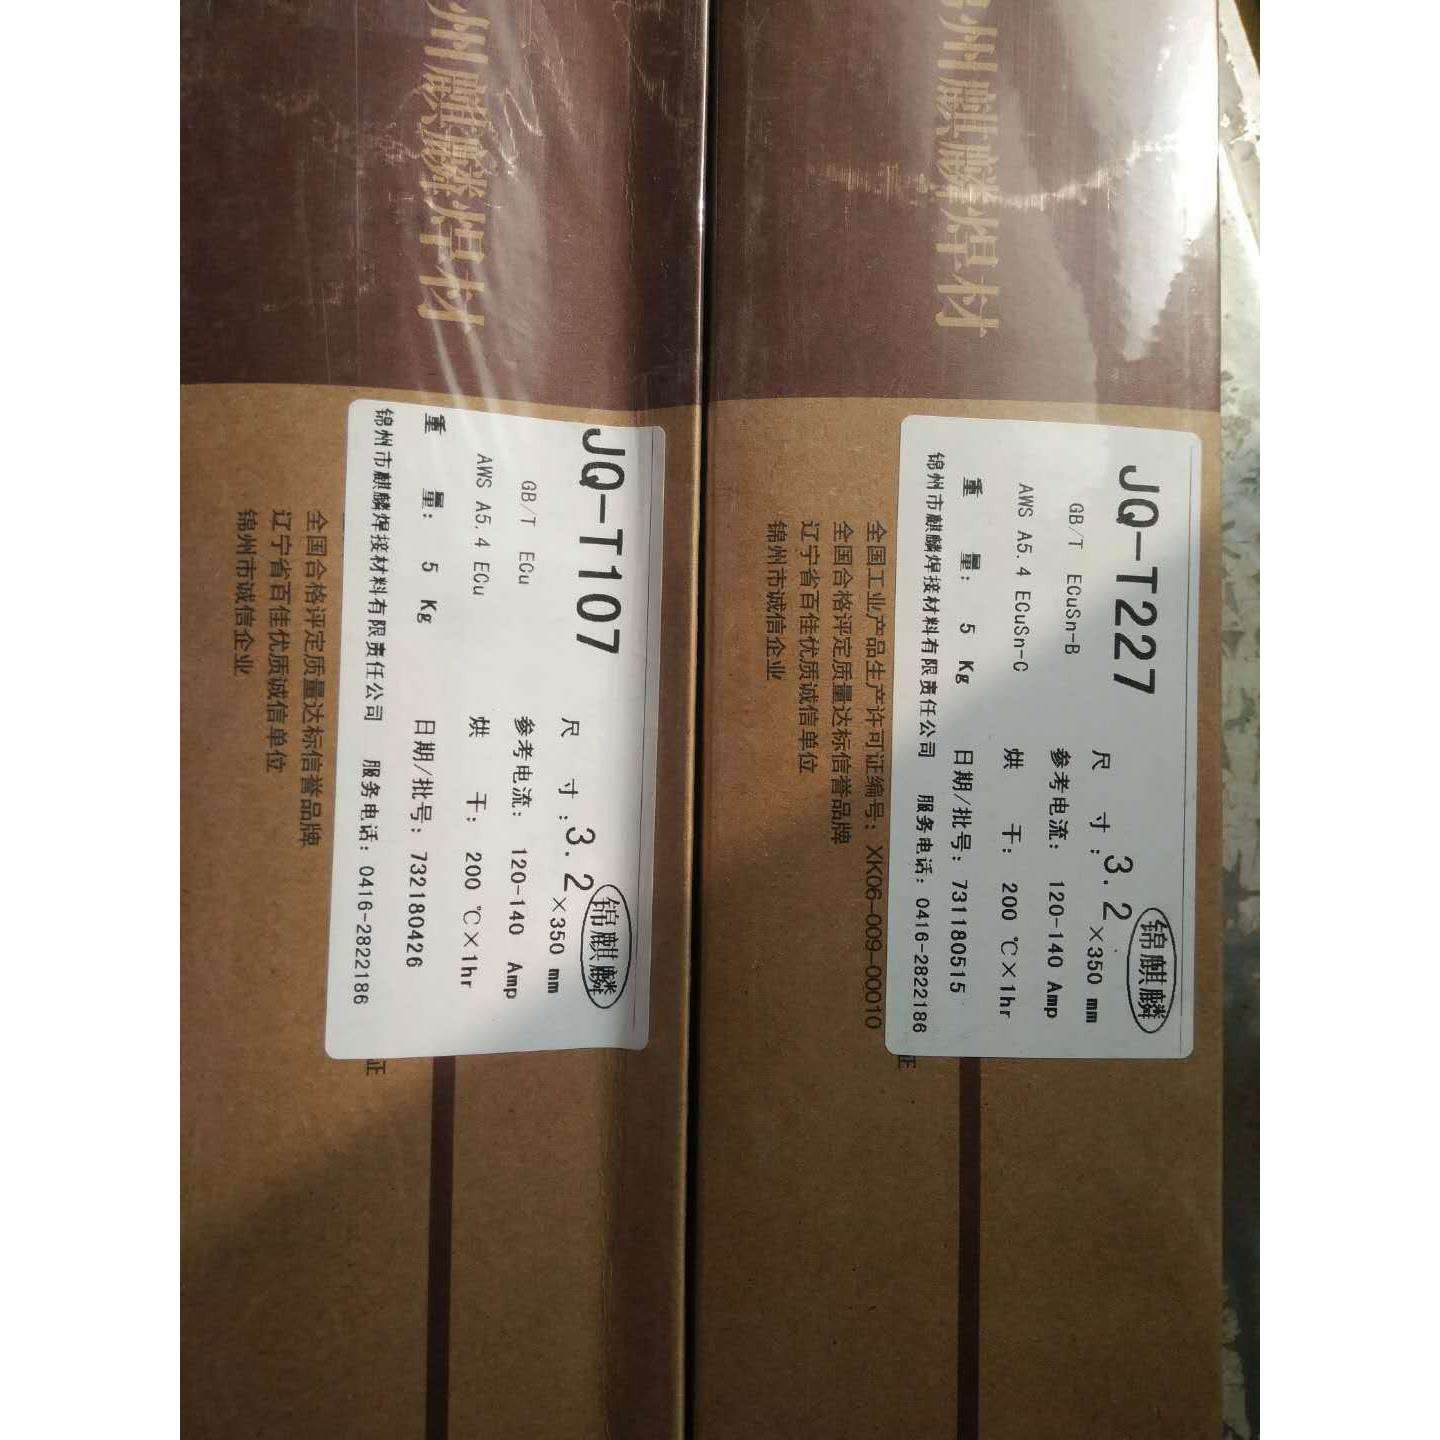 州麒麟焊材
JQ-T107
GB/T ECu
AWS A5.4 ECu
重 量: 5 Kg
锦麒麟
尺 寸:3.2×350 mm
参考电流: 120-140 Amp
烘 干: 200 ℃×1hr
日期/批号: 732180426
锦州市麒麟焊接材料有限责任公司 服务电话: 0416-2822186
证
全国合格评定质量达标信誉品牌
辽宁省百佳优质诚信单位
锦州市诚信企业
州麒麟焊材
JQ-T227
GB/T ECuSn-B
AWS A5.4 ECuSn-C
重 量: 5 Kg
锦麒麟
尺 寸:3.2×350 mm
参考电流: 120-140 Amp
烘 干: 200 ℃×1hr
日期/批号: 731180515
锦州市麒麟焊接材料有限责任公司 服务电话: 0416-2822186
证
全国工业产品生产许可证编号: XK06-009-00010
全国合格评定质量达标信誉品牌
辽宁省百佳优质诚信单位
锦州市诚信企业